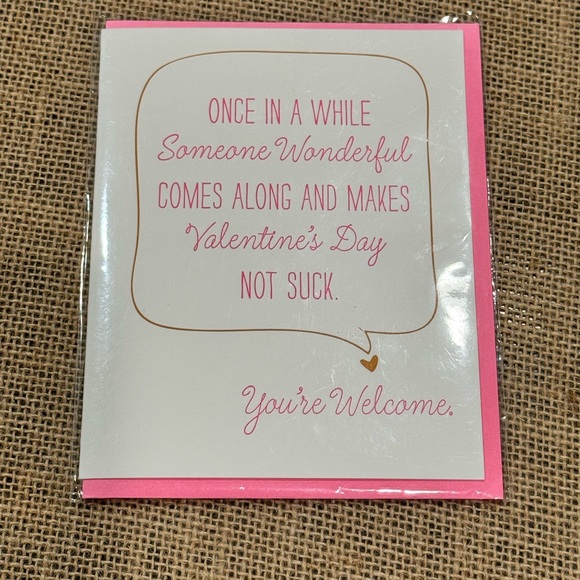 ONCE IN A WHILE
Someone Wonderful
COMES ALONG AND MAKES
Valentine's Day
NOT SUCK.
You're Welcome.